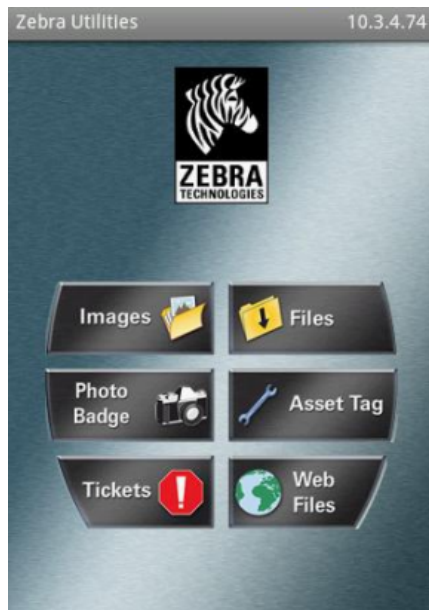 Zebra Utilities 10.3.4.74
ZEBRA
TECHNOLOGIES
Images Files
Photo
Badge
Asset Tag
Tickets
Web
Files